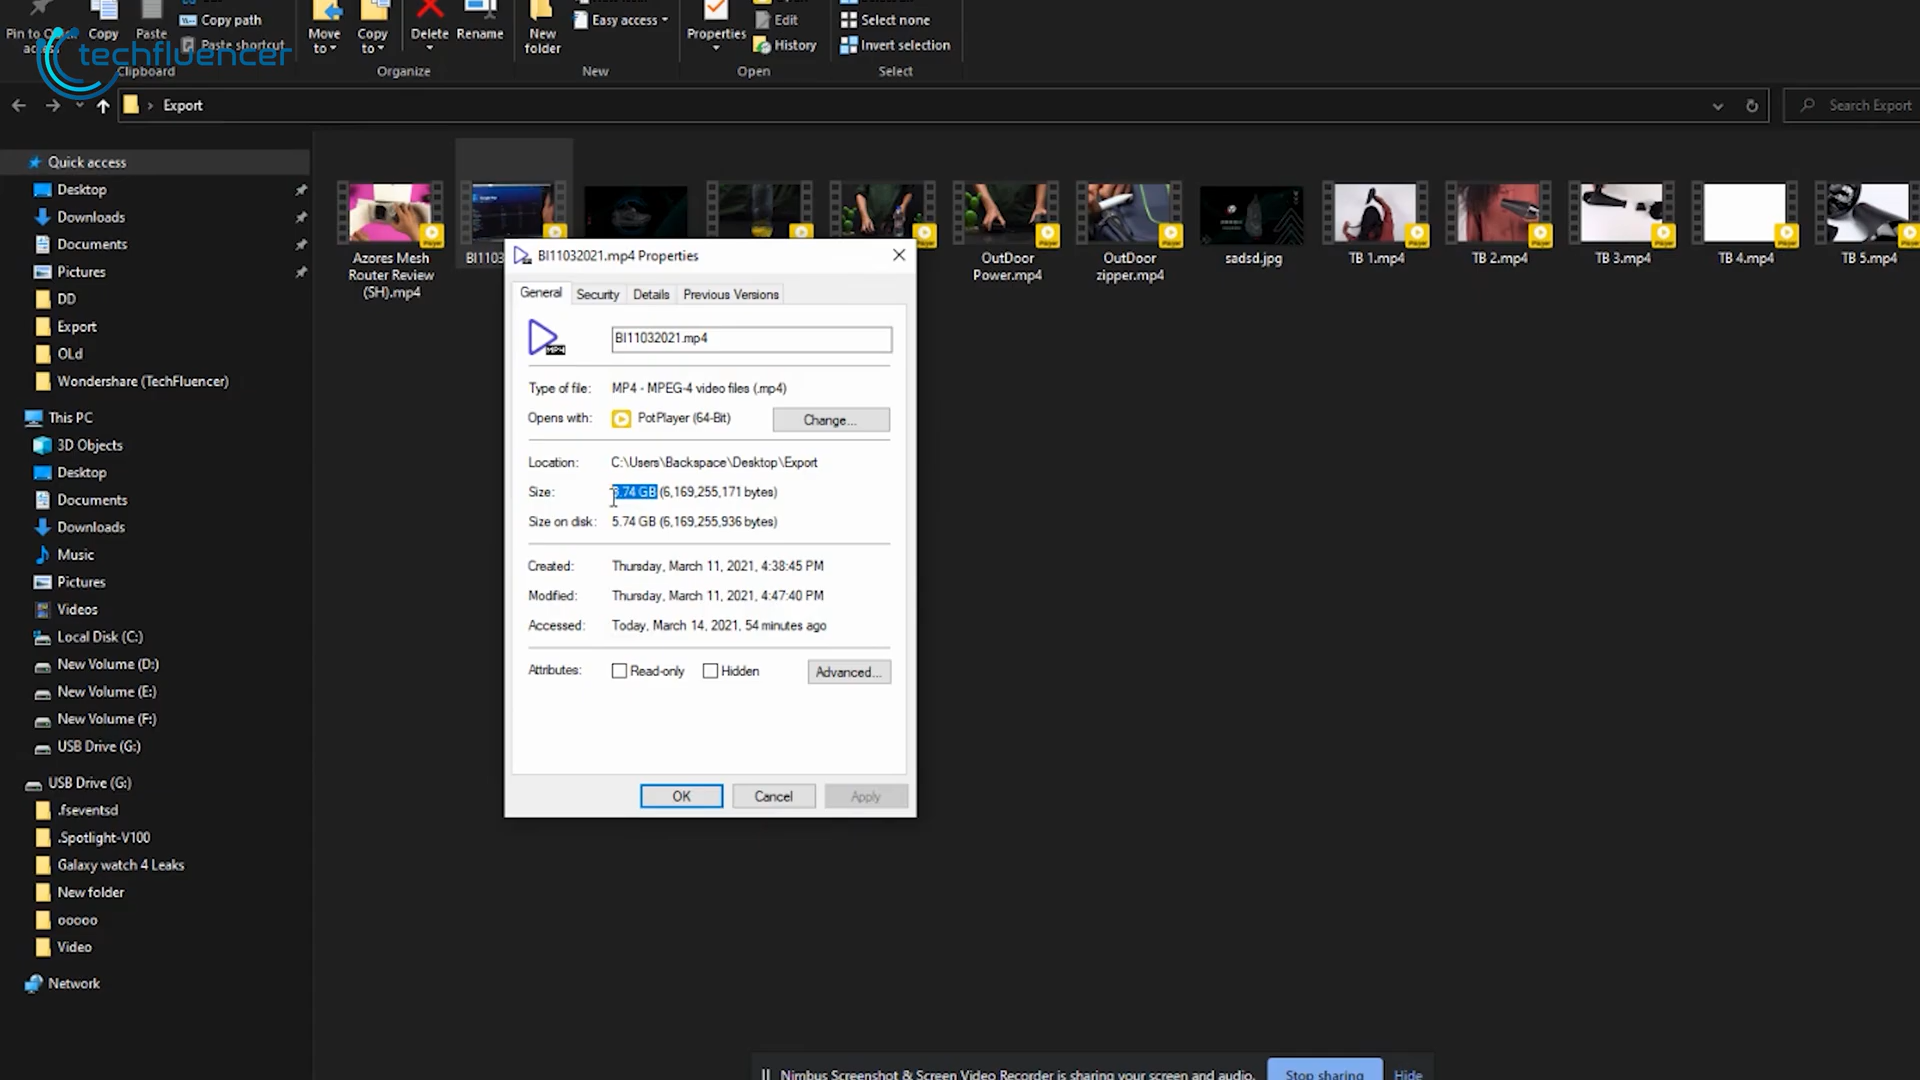 Pin to Quick
access
Copy
Paste
Cut
Copy path
Paste shortcut
Clipboard
techfluencer
Move
to
Copy
to
Delete
Rename
Organize
New
folder
Easy access
New
Properties
Open
Edit
History
Open
Select none
Invert selection
Select
Export
Search Export
Quick access
Desktop
Downloads
Documents
Pictures
DD
Export
OLd
Wondershare (TechFluencer)
This PC
3D Objects
Desktop
Documents
Downloads
Music
Pictures
Videos
Local Disk (C:)
New Volume (D:)
New Volume (E:)
New Volume (F:)
USB Drive (G:)
USB Drive (G:)
.fseventsd
.Spotlight-V100
Galaxy watch 4 Leaks
New folder
ooooo
Video
Network
Azores Mesh
Router Review
(SH).mp4
BI1103
OutDoor
Power.mp4
OutDoor
zipper.mp4
sadsd.jpg
TB 1.mp4
TB 2.mp4
TB 3.mp4
TB 4.mp4
TB 5.mp4
BI11032021.mp4 Properties
General Security Details Previous Versions
MP4
BI11032021.mp4
Type of file: MP4 - MPEG-4 video files (.mp4)
Opens with: PotPlayer (64-Bit) Change...
Location: C:\Users\Backspace\Desktop\Export
Size: 5.74 GB (6,169,255,171 bytes)
Size on disk: 5.74 GB (6,169,255,936 bytes)
Created: Thursday, March 11, 2021, 4:38:45 PM
Modified: Thursday, March 11, 2021, 4:47:40 PM
Accessed: Today, March 14, 2021, 54 minutes ago
Attributes: Read-only Hidden Advanced...
OK Cancel Apply
Nimbus Screenshot & Screen Video Recorder is sharing your screen and audio. Stop sharing Hide